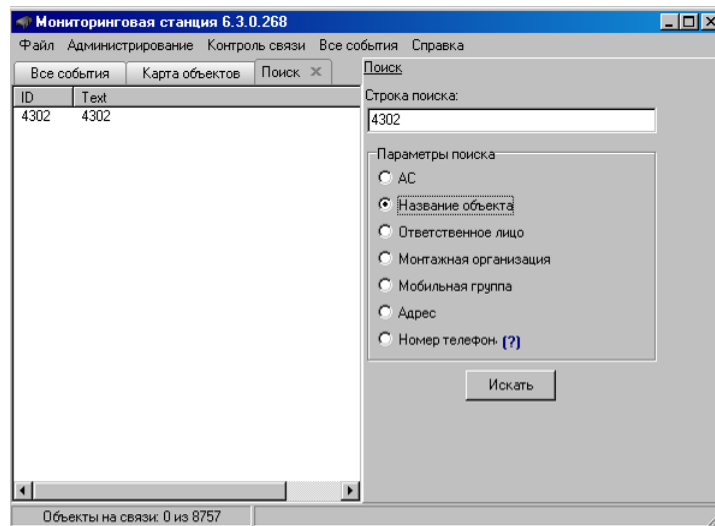 Мониторинговая станция 6.3.0.268
Файл Администрирование Контроль связи Все события Справка
Все события Карта объектов Поиск
ID Text
4302 4302
Поиск
Строка поиска:
4302
Параметры поиска
АС
Название объекта
Ответственное лицо
Монтажная организация
Мобильная группа
Адрес
Номер телефон. (?)
Искать
Объекты на связи: 0 из 8757